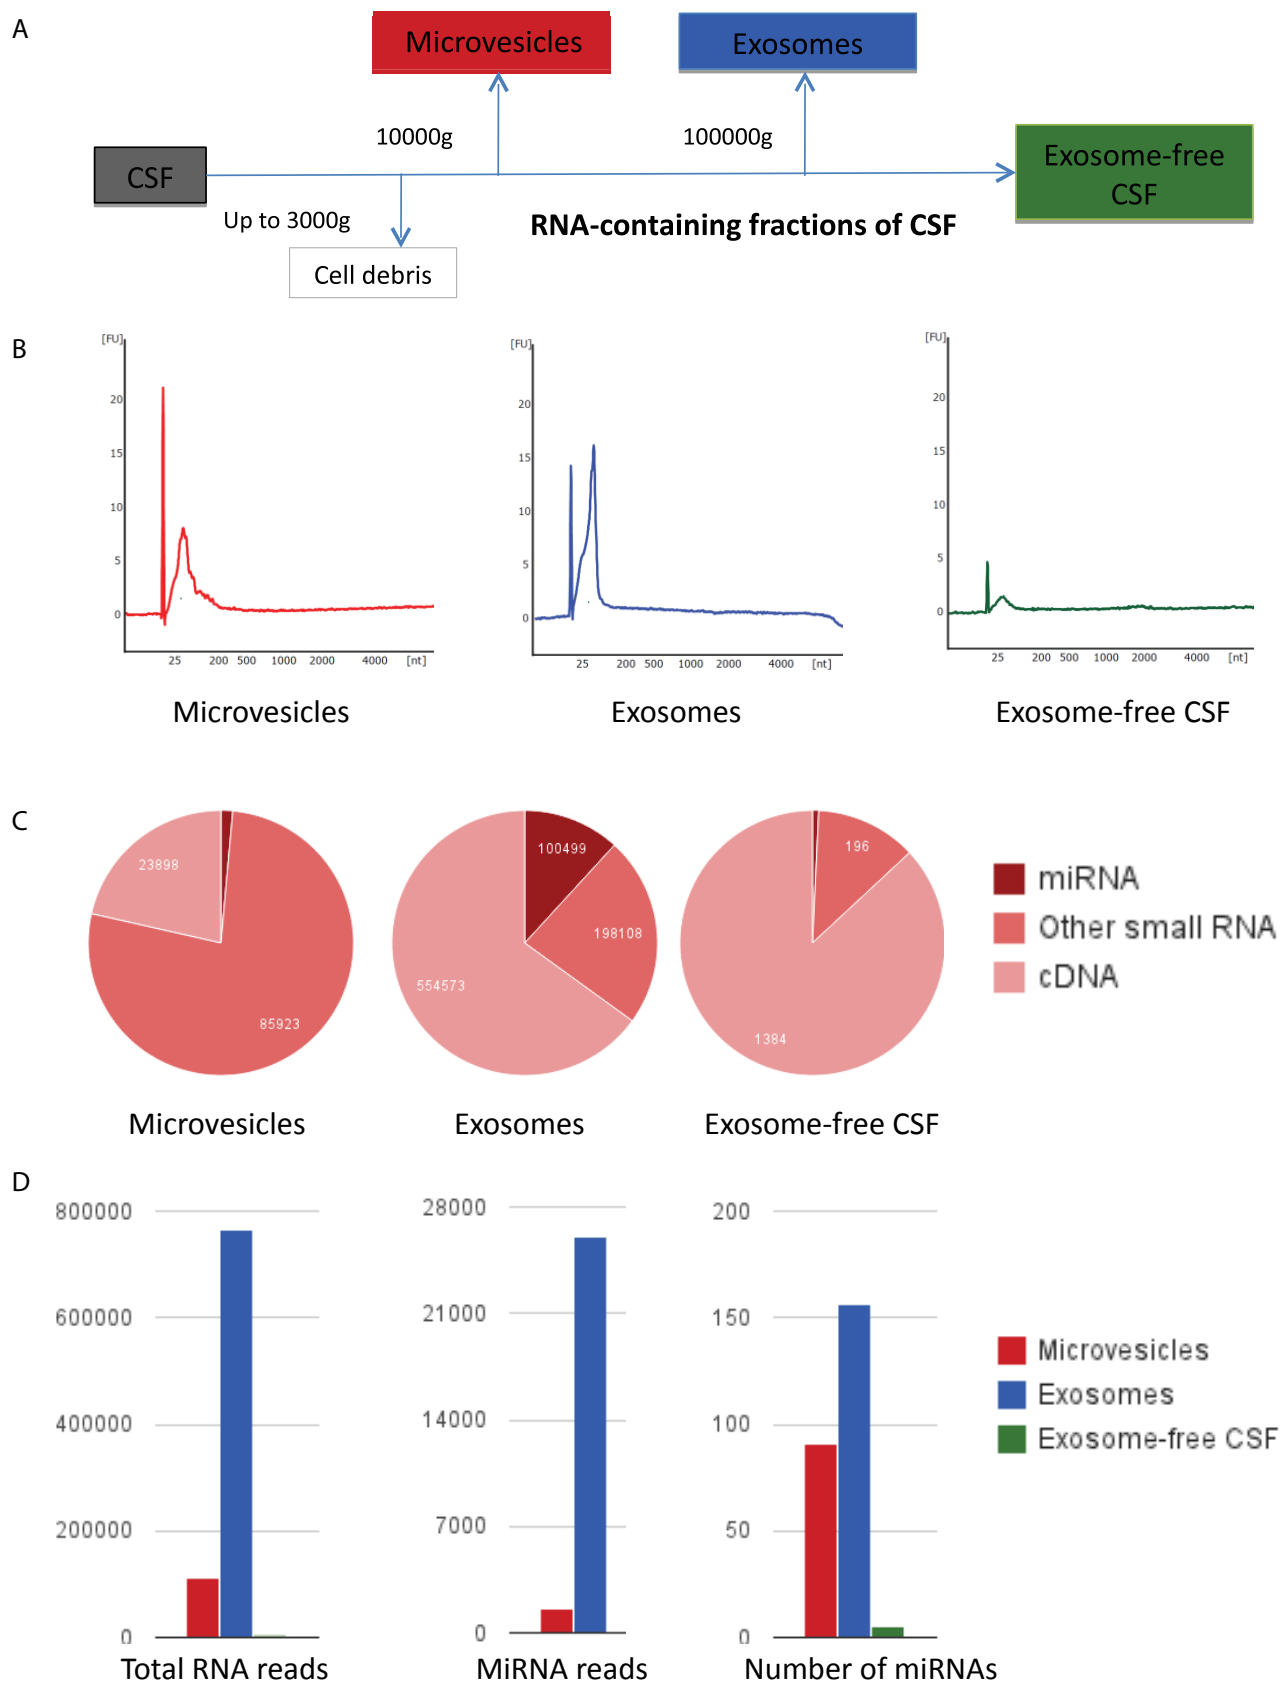 A
Microvesicles
Exosomes
10000g
100000g
CSF
Exosome-free
CSF
Up to 3000g
RNA-containing fractions of CSF
Cell debris
B
[FU]
20
15
10
5
0
25 200 500 1000 2000 4000 [nt]
Microvesicles
[FU]
20
15
10
5
0
25 200 500 1000 2000 4000 [nt]
Exosomes
[FU]
20
15
10
5
0
25 200 500 1000 2000 4000 [nt]
Exosome-free CSF
C
23898
85923
Microvesicles
100499
198108
554573
Exosomes
196
1384
Exosome-free CSF
miRNA
Other small RNA
cDNA
D
800000
600000
400000
200000
0
Total RNA reads
28000
21000
14000
7000
0
MiRNA reads
200
150
100
50
0
Number of miRNAs
Microvesicles
Exosomes
Exosome-free CSF